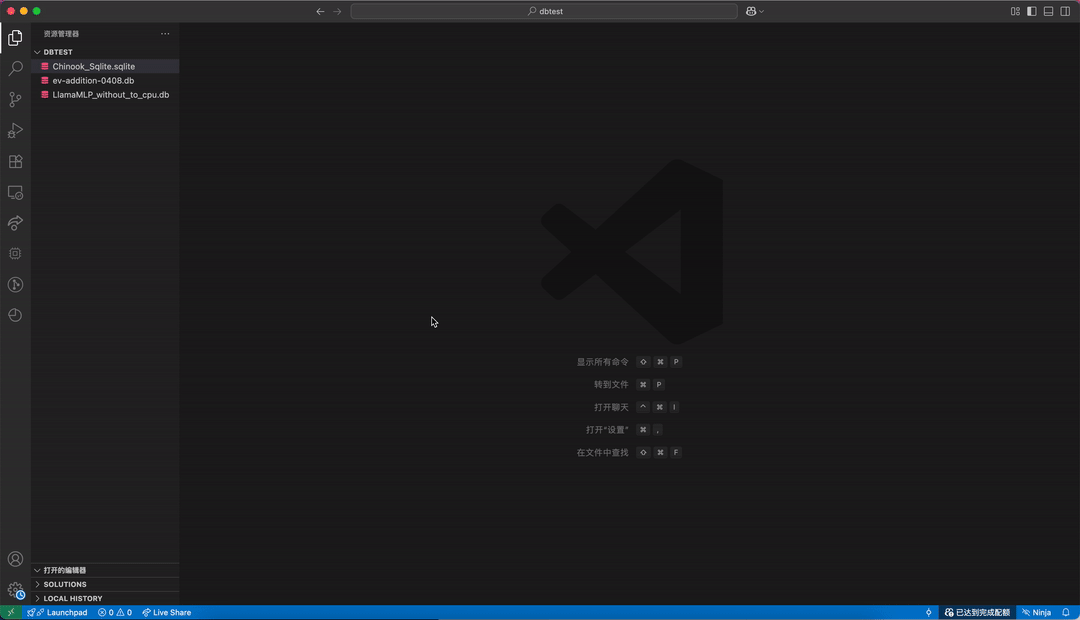 dbtest
资源管理器
DBTEST
Chinook_Sqlite.sqlite
ev-addition-0408.db
LlamaMLP_without_to_cpu.db
显示所有命令 ⇧ ⌘ P
转到文件 ⌘ P
打开聊天 ^ ⌘ I
打开"设置" ⌘ ,
在文件中查找 ⇧ ⌘ F
打开的编辑器
SOLUTIONS
LOCAL HISTORY
Launchpad 0 0 Live Share 已达到完成配额 Ninja